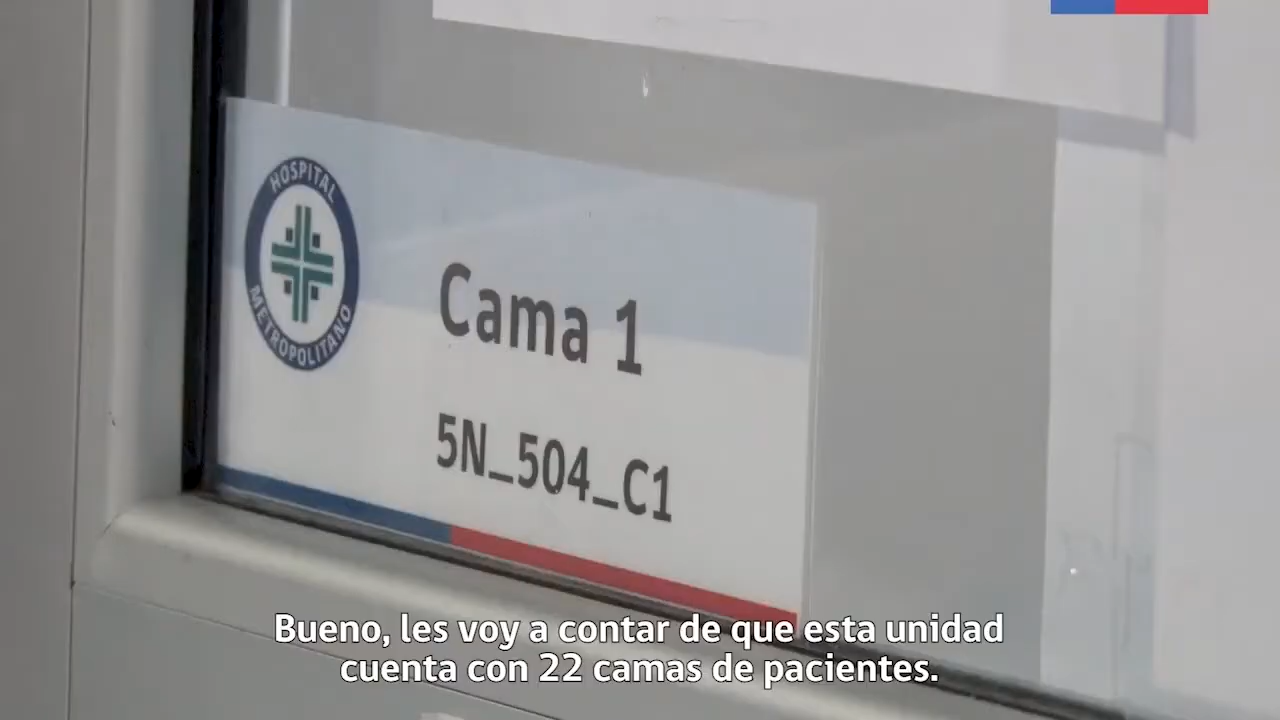 HOSPITAL
METROPOLITANO
Cama 1
5N_504_C1
Bueno, les voy a contar de que esta unidad
cuenta con 22 camas de pacientes.